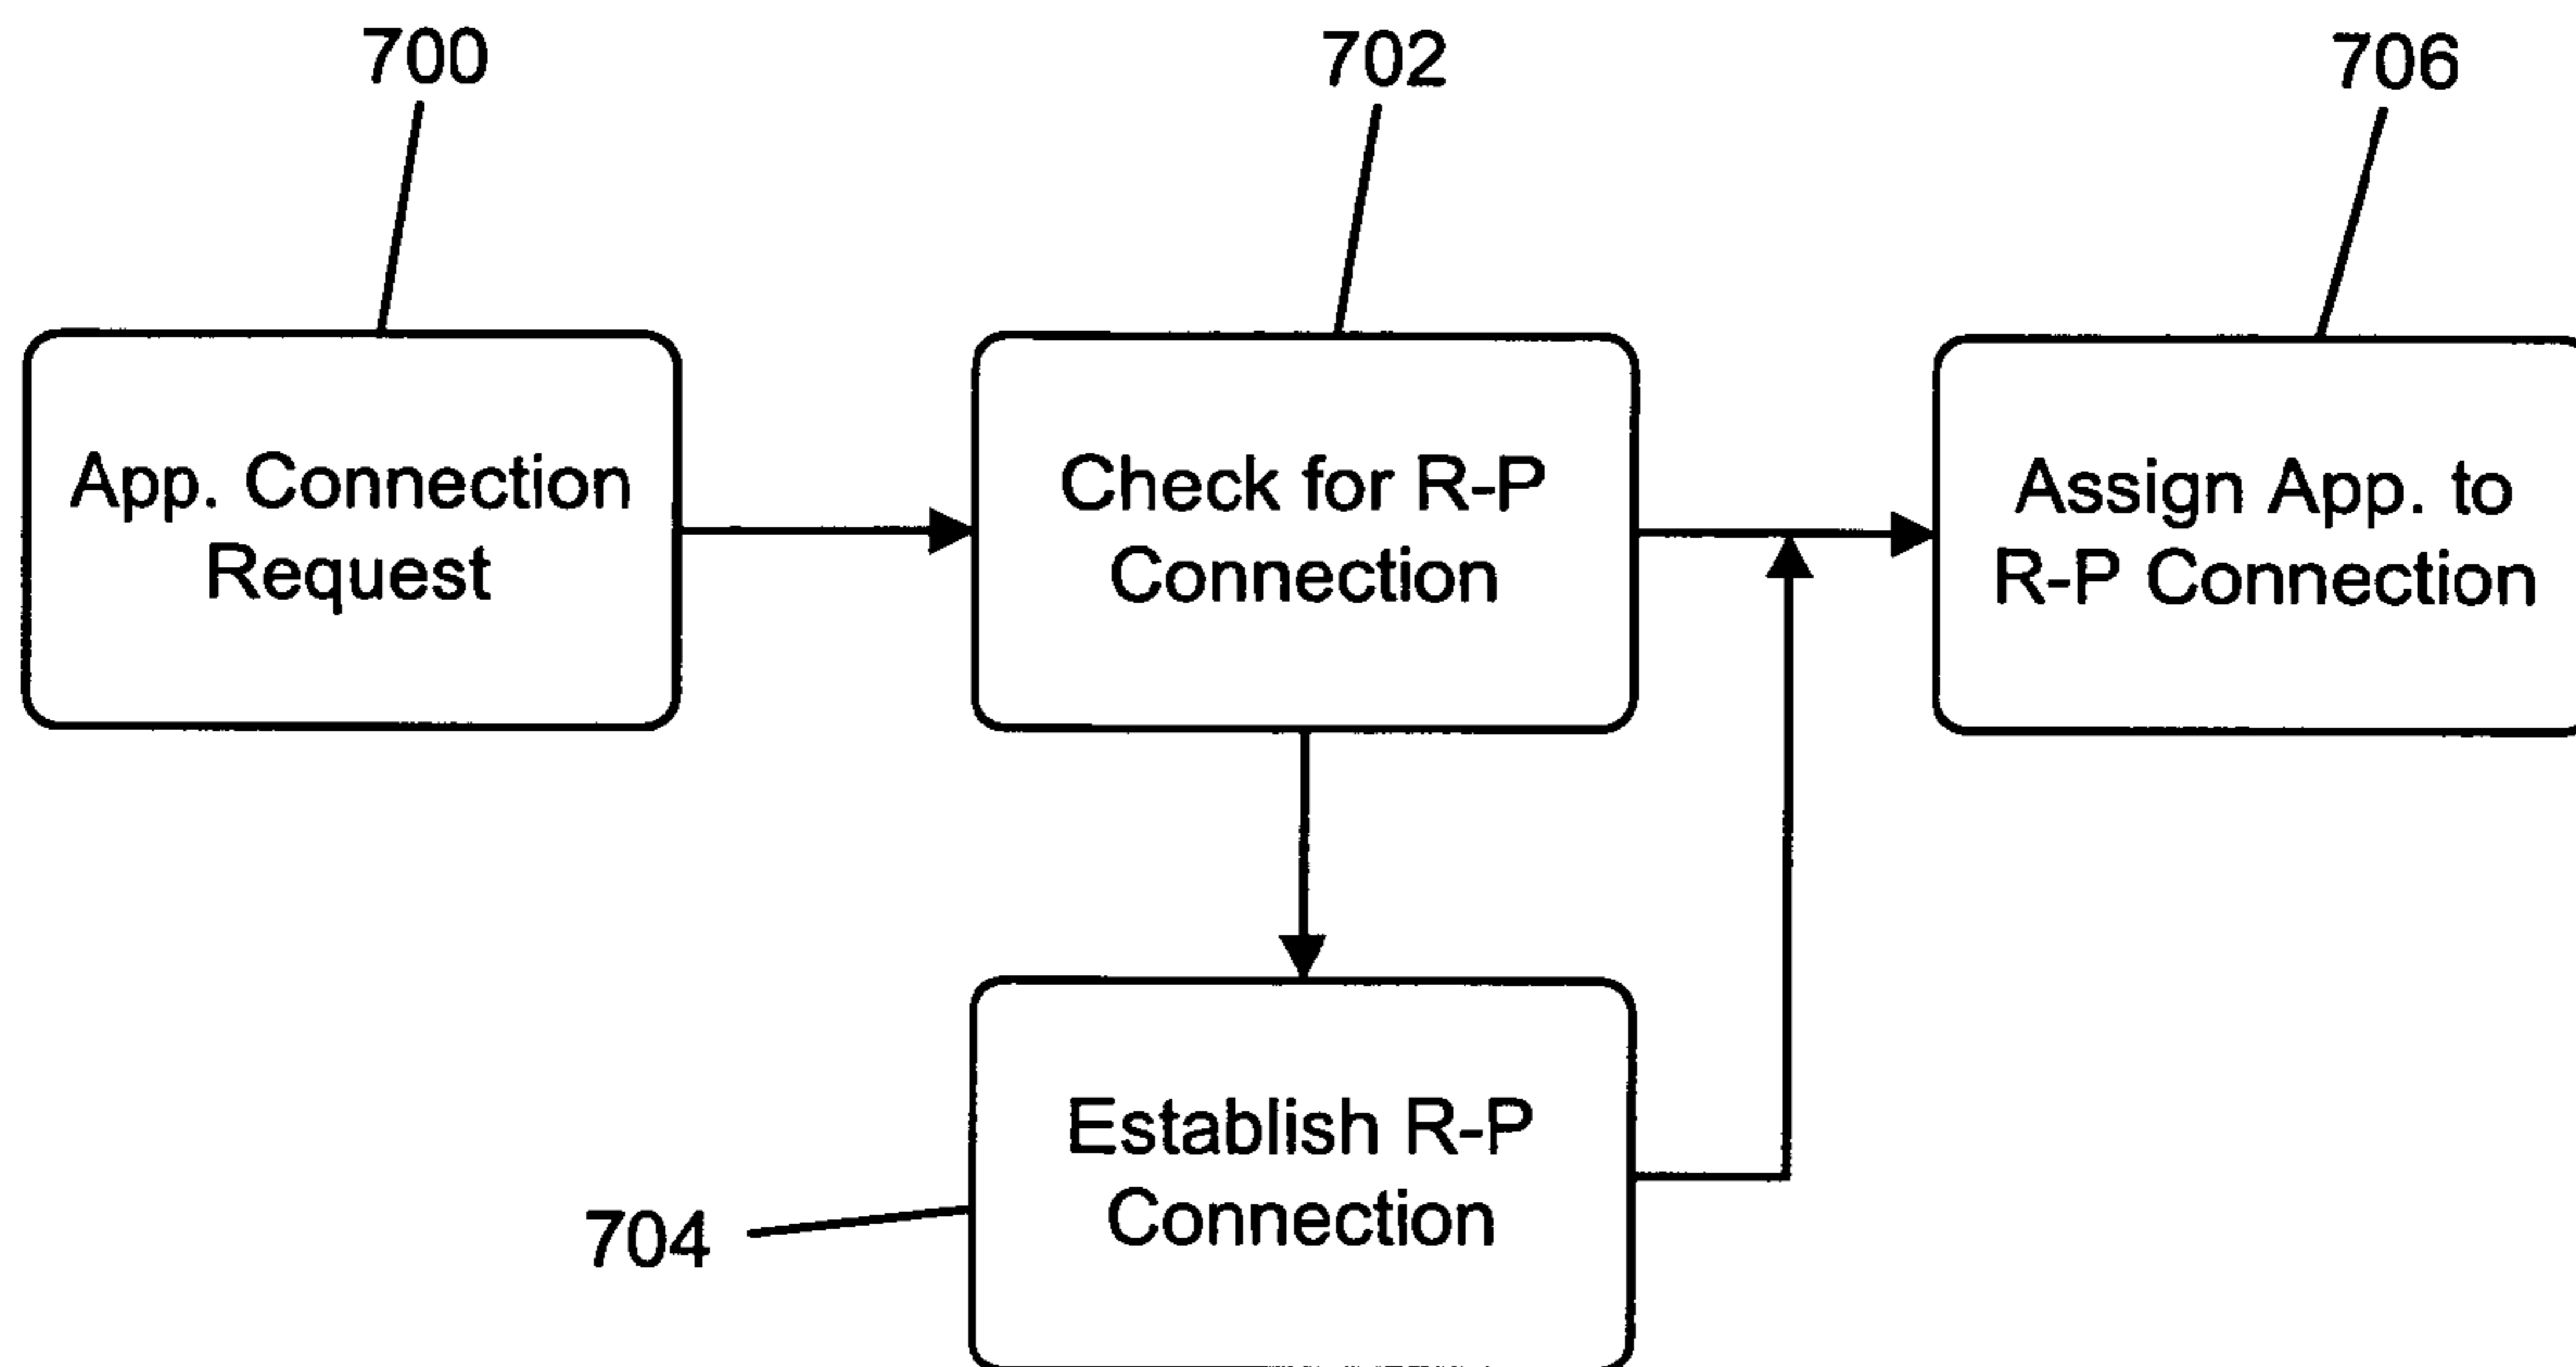 700
702
706
App. Connection
Request
Check for R-P
Connection
Assign App. to
R-P Connection
Establish R-P
Connection
704